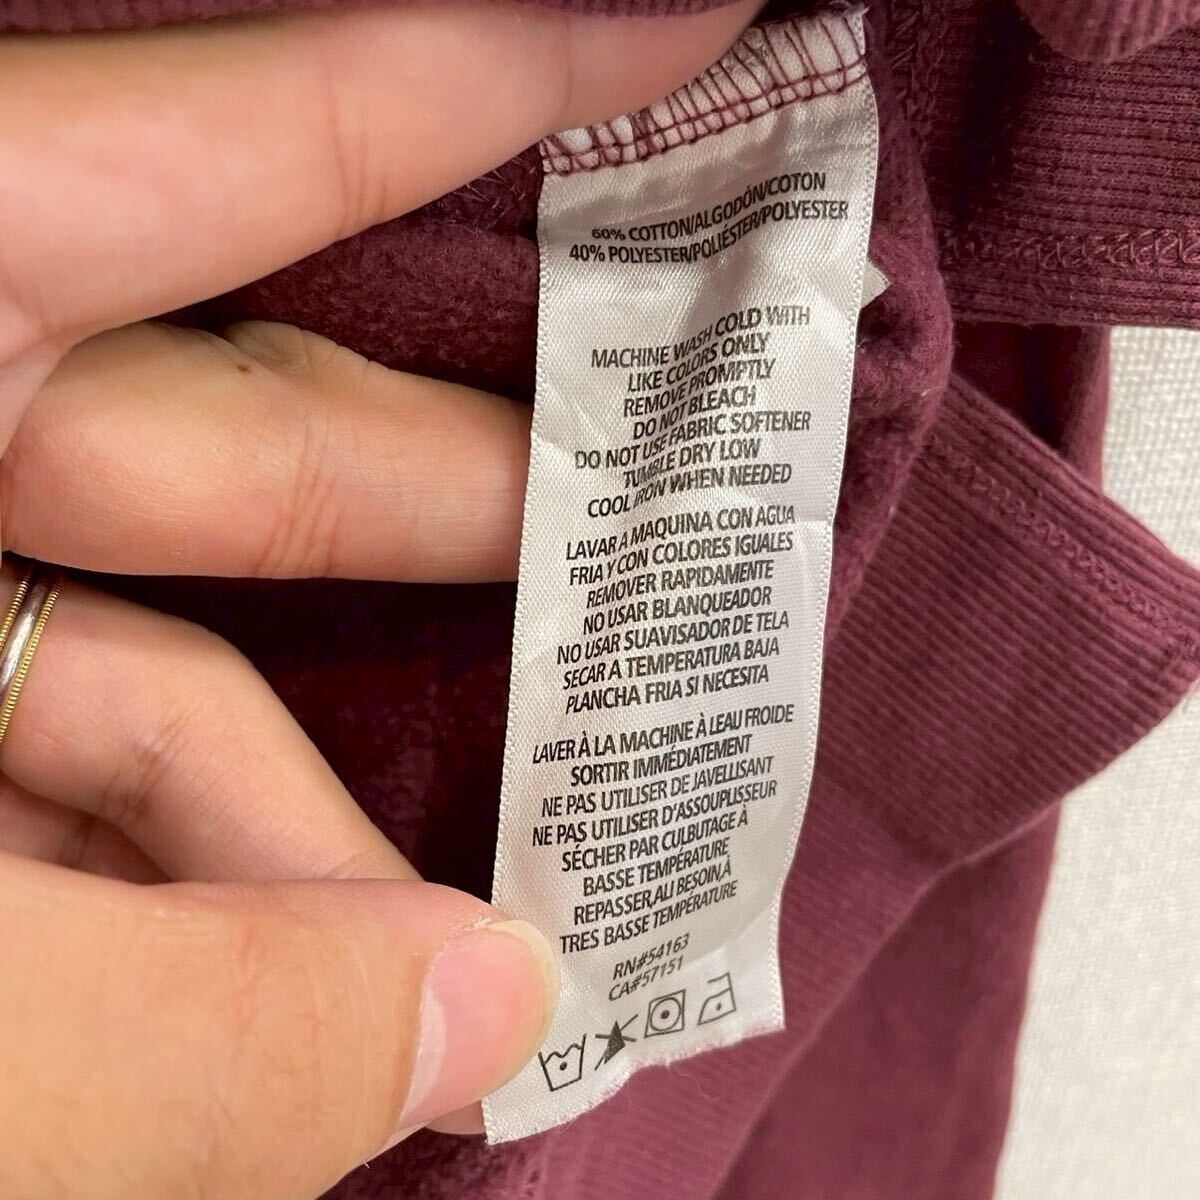 60% COTTON/ALGODÓN/COTON
40% POLYESTER/POLIÉSTER/POLYESTER
MACHINE WASH COLD WITH
LIKE COLORS ONLY
REMOVE PROMPTLY
DO NOT BLEACH
DO NOT USE FABRIC SOFTENER
TUMBLE DRY LOW
COOL IRON WHEN NEEDED
LAVAR A MAQUINA CON AGUA
FRIA Y CON COLORES IGUALES
REMOVER RAPIDAMENTE
NO USAR BLANQUEADOR
NO USAR SUAVISADOR DE TELA
SECAR A TEMPERATURA BAJA
PLANCHA FRIA SI NECESITA
LAVER À LA MACHINE À LEAU FROIDE
SORTIR IMMÉDIATEMENT
NE PAS UTILISER DE JAVELLISANT
NE PAS UTILISER D'ASSOUPLISSEUR
SÉCHER PAR CULBUTAGE À
BASSE TEMPÉRATURE
REPASSER,AU BESOIN,À
TRES BASSE TEMPÉRATURE
RN#54163
CA#57151